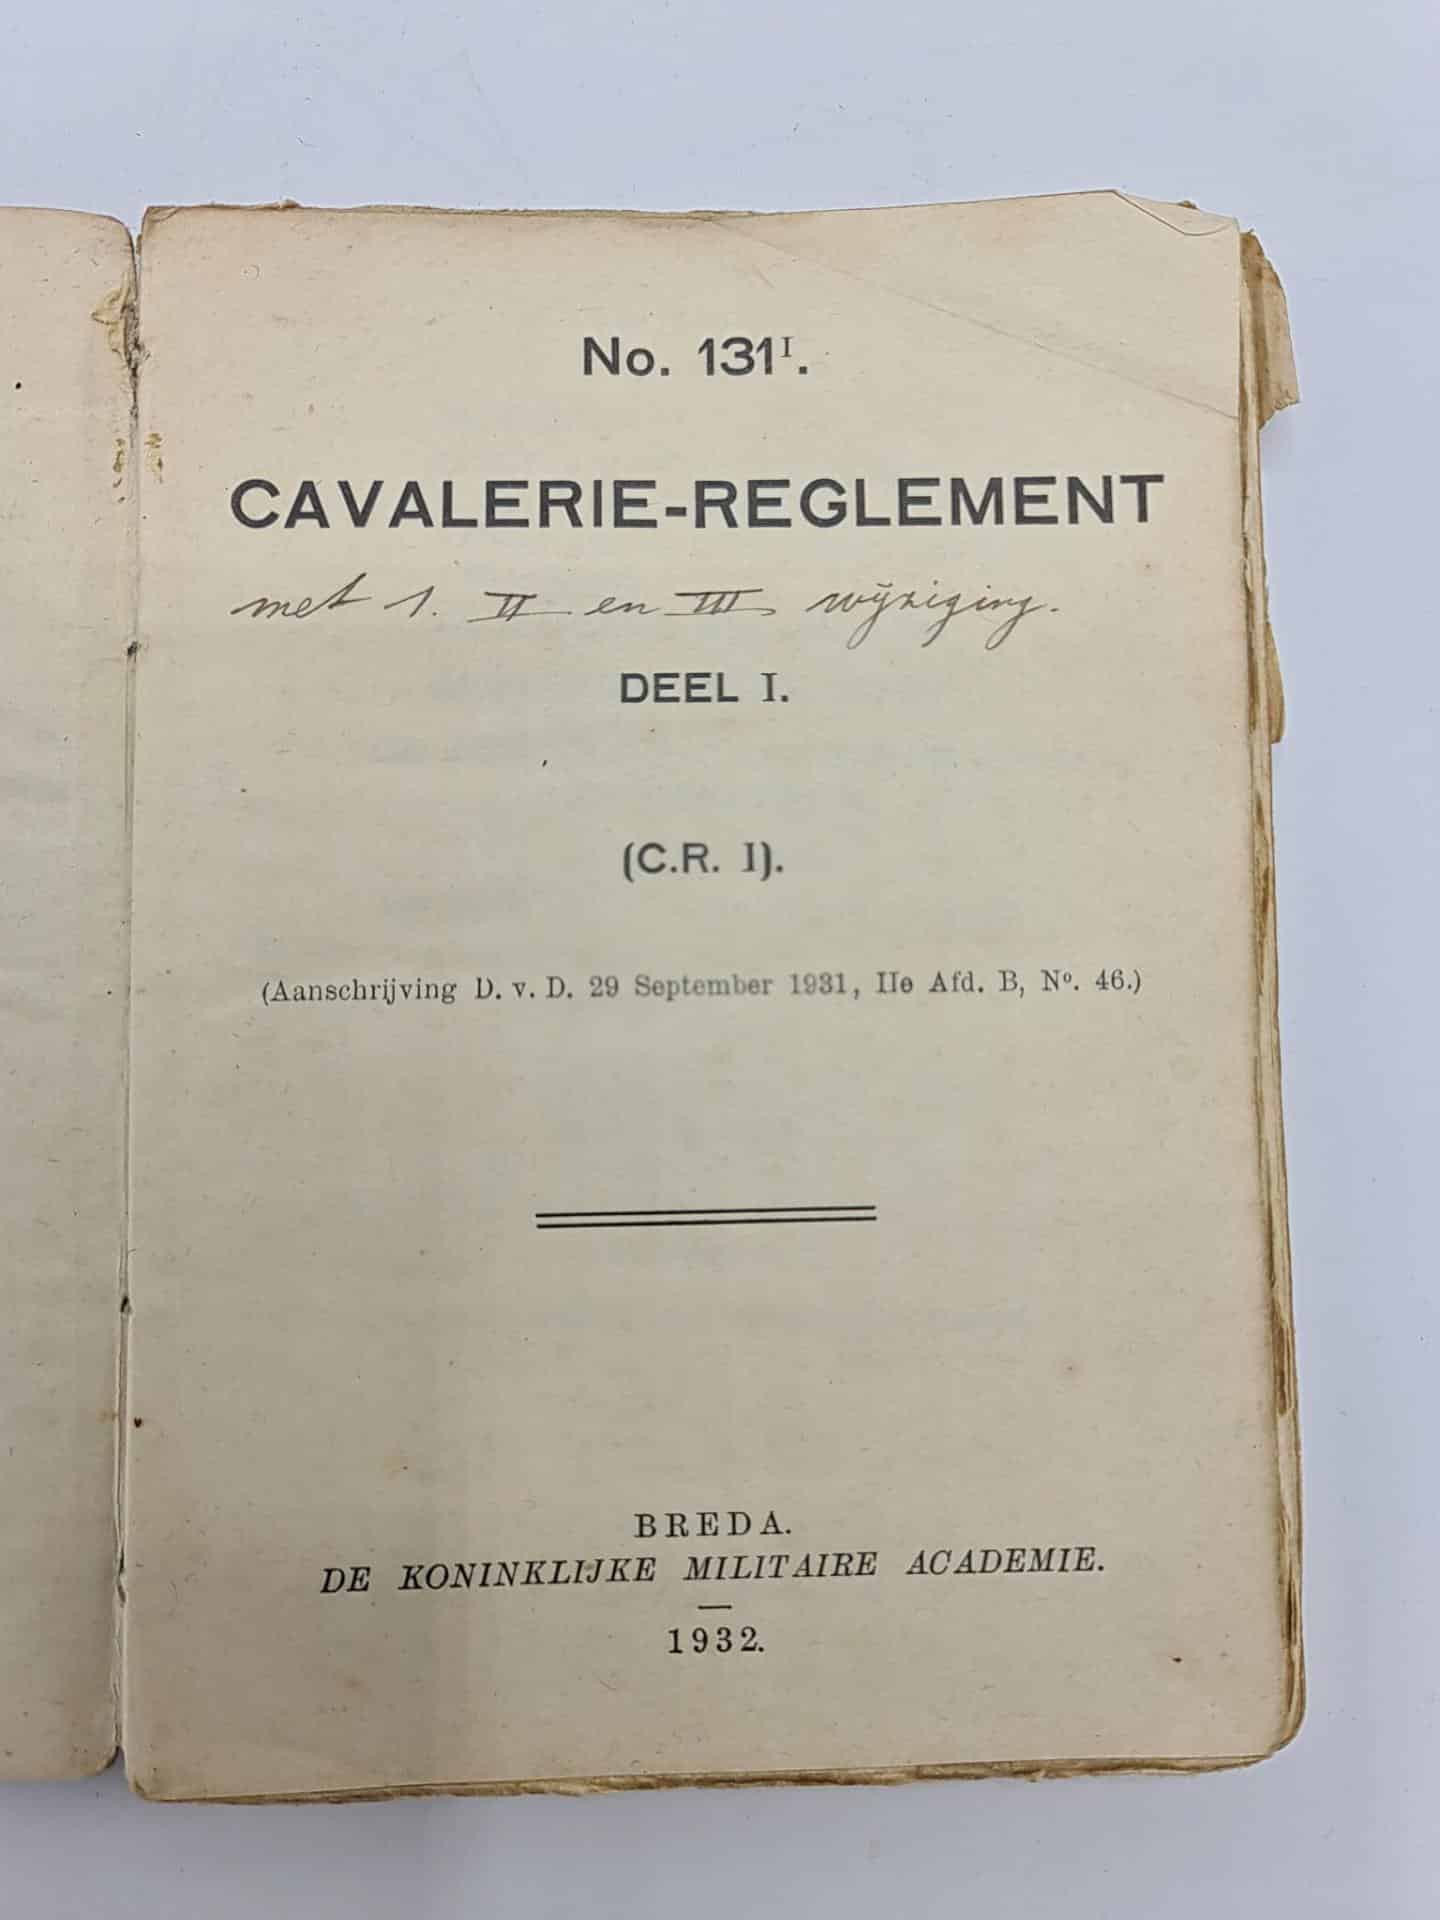 No. 131ᴵ.
CAVALERIE-REGLEMENT
met 1. II en III wijziging.
DEEL I.
(C.R. I).
(Aanschrijving D. v. D. 29 September 1931, IIe Afd. B, Nº. 46.)
BREDA.
DE KONINKLIJKE MILITAIRE ACADEMIE.
1932.